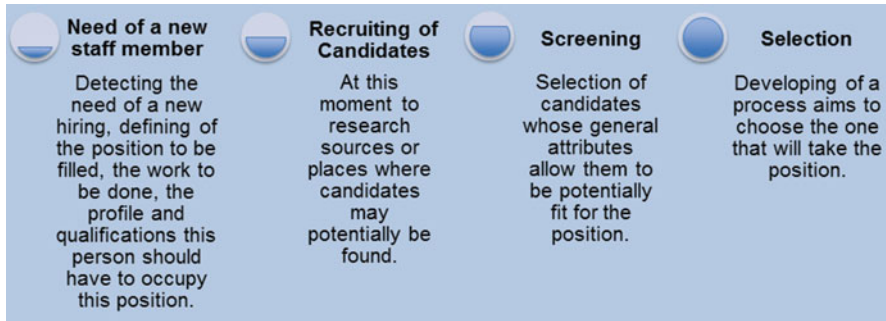 Need of a new
staff member
Detecting the
need of a new
hiring, defining of
the position to be
filled, the work to
be done, the
profile and
qualifications this
person should
have to occupy
this position.
Recruiting of
Candidates
At this
moment to
research
sources or
places where
candidates
may
potentially be
found.
Screening
Selection of
candidates
whose general
attributes
allow them to
be potentially
fit for the
position.
Selection
Developing of a
process aims to
choose the one
that will take the
position.